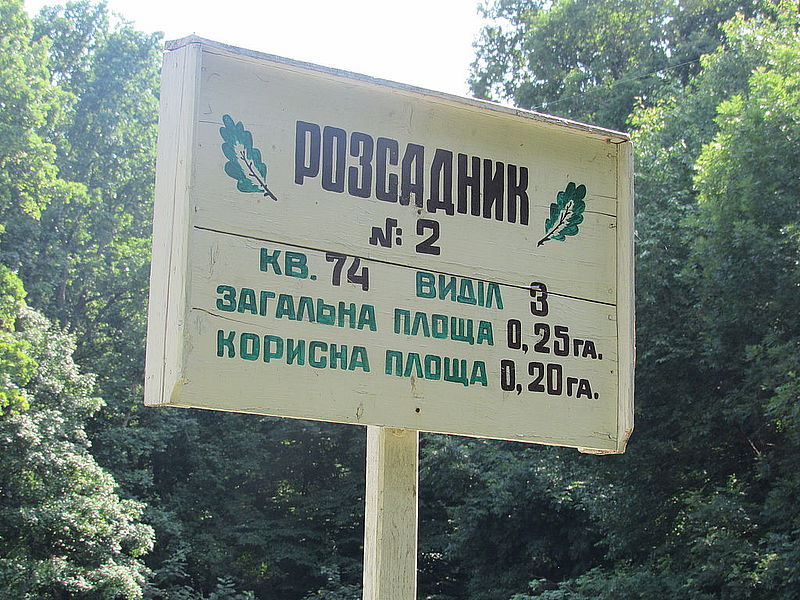 РОЗСАДНИК
№: 2
КВ. 74 ВИДІЛ 3
ЗАГАЛЬНА ПЛОЩА 0,25 ГА.
КОРИСНА ПЛОЩА 0,20 ГА.